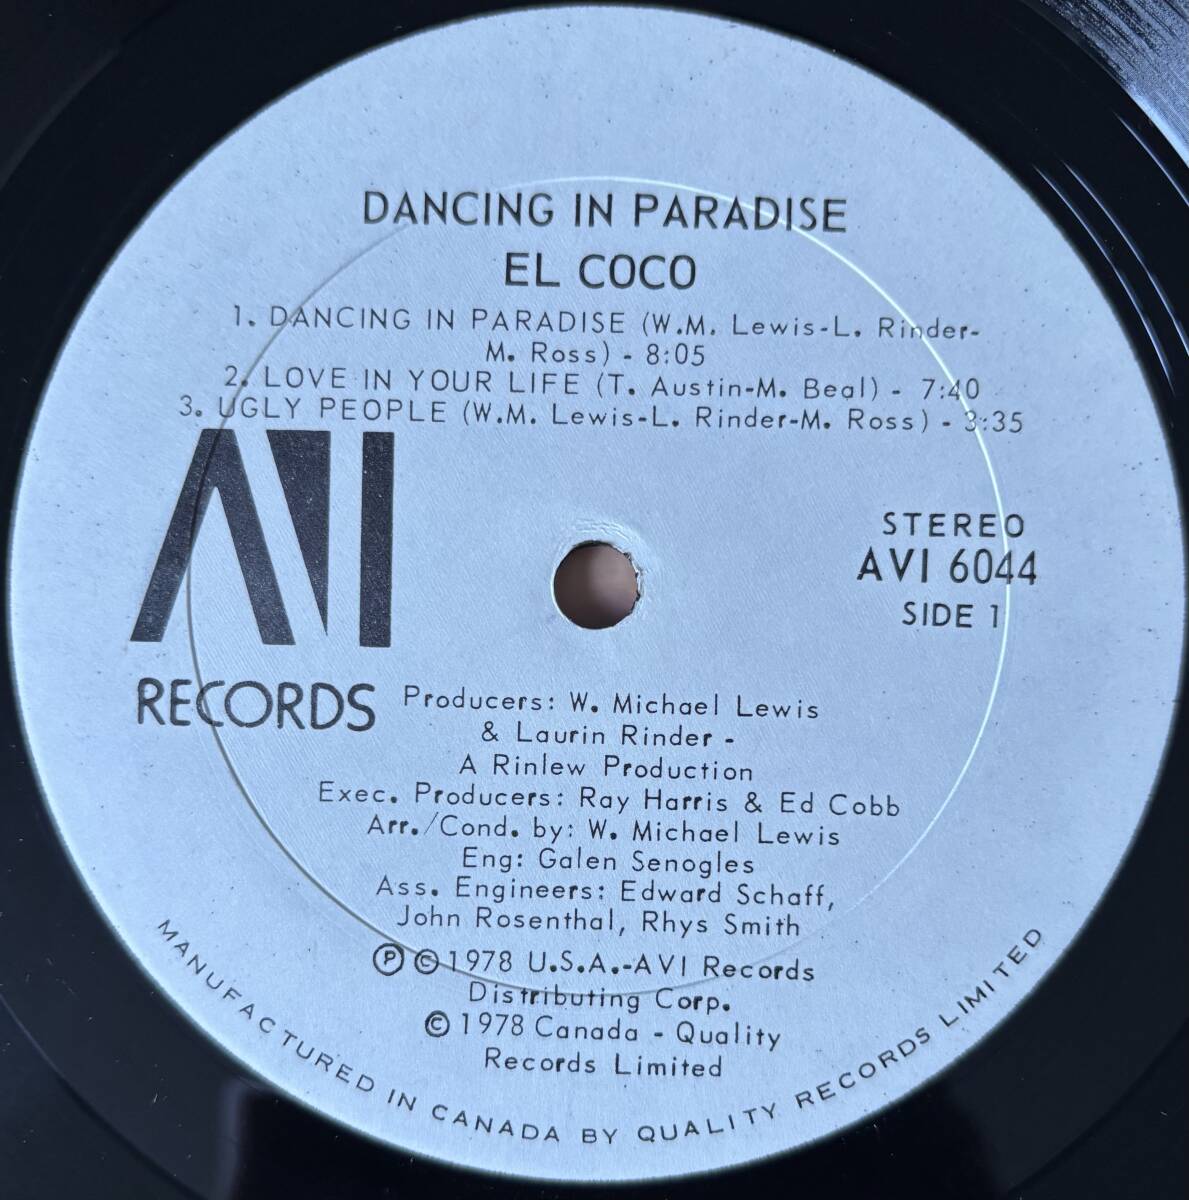 DANCING IN PARADISE
EL COCO
1. DANCING IN PARADISE (W.M. Lewis-L. Rinder-
M. Ross) - 8:05
2. LOVE IN YOUR LIFE (T. Austin-M. Beal) - 7:40
3. UGLY PEOPLE (W.M. Lewis-L. Rinder-M. Ross) - 3:35
AVI
RECORDS
STEREO
AVI 6044
SIDE 1
Producers: W. Michael Lewis
& Laurin Rinder -
A Rinlew Production
Exec. Producers: Ray Harris & Ed Cobb
Arr./Cond. by: W. Michael Lewis
Eng: Galen Senogles
Ass. Engineers: Edward Schaff,
John Rosenthal, Rhys Smith
Ⓟ © 1978 U.S.A.-AVI Records
Distributing Corp.
© 1978 Canada - Quality
Records Limited
MANUFACTURED IN CANADA BY QUALITY RECORDS LIMITED